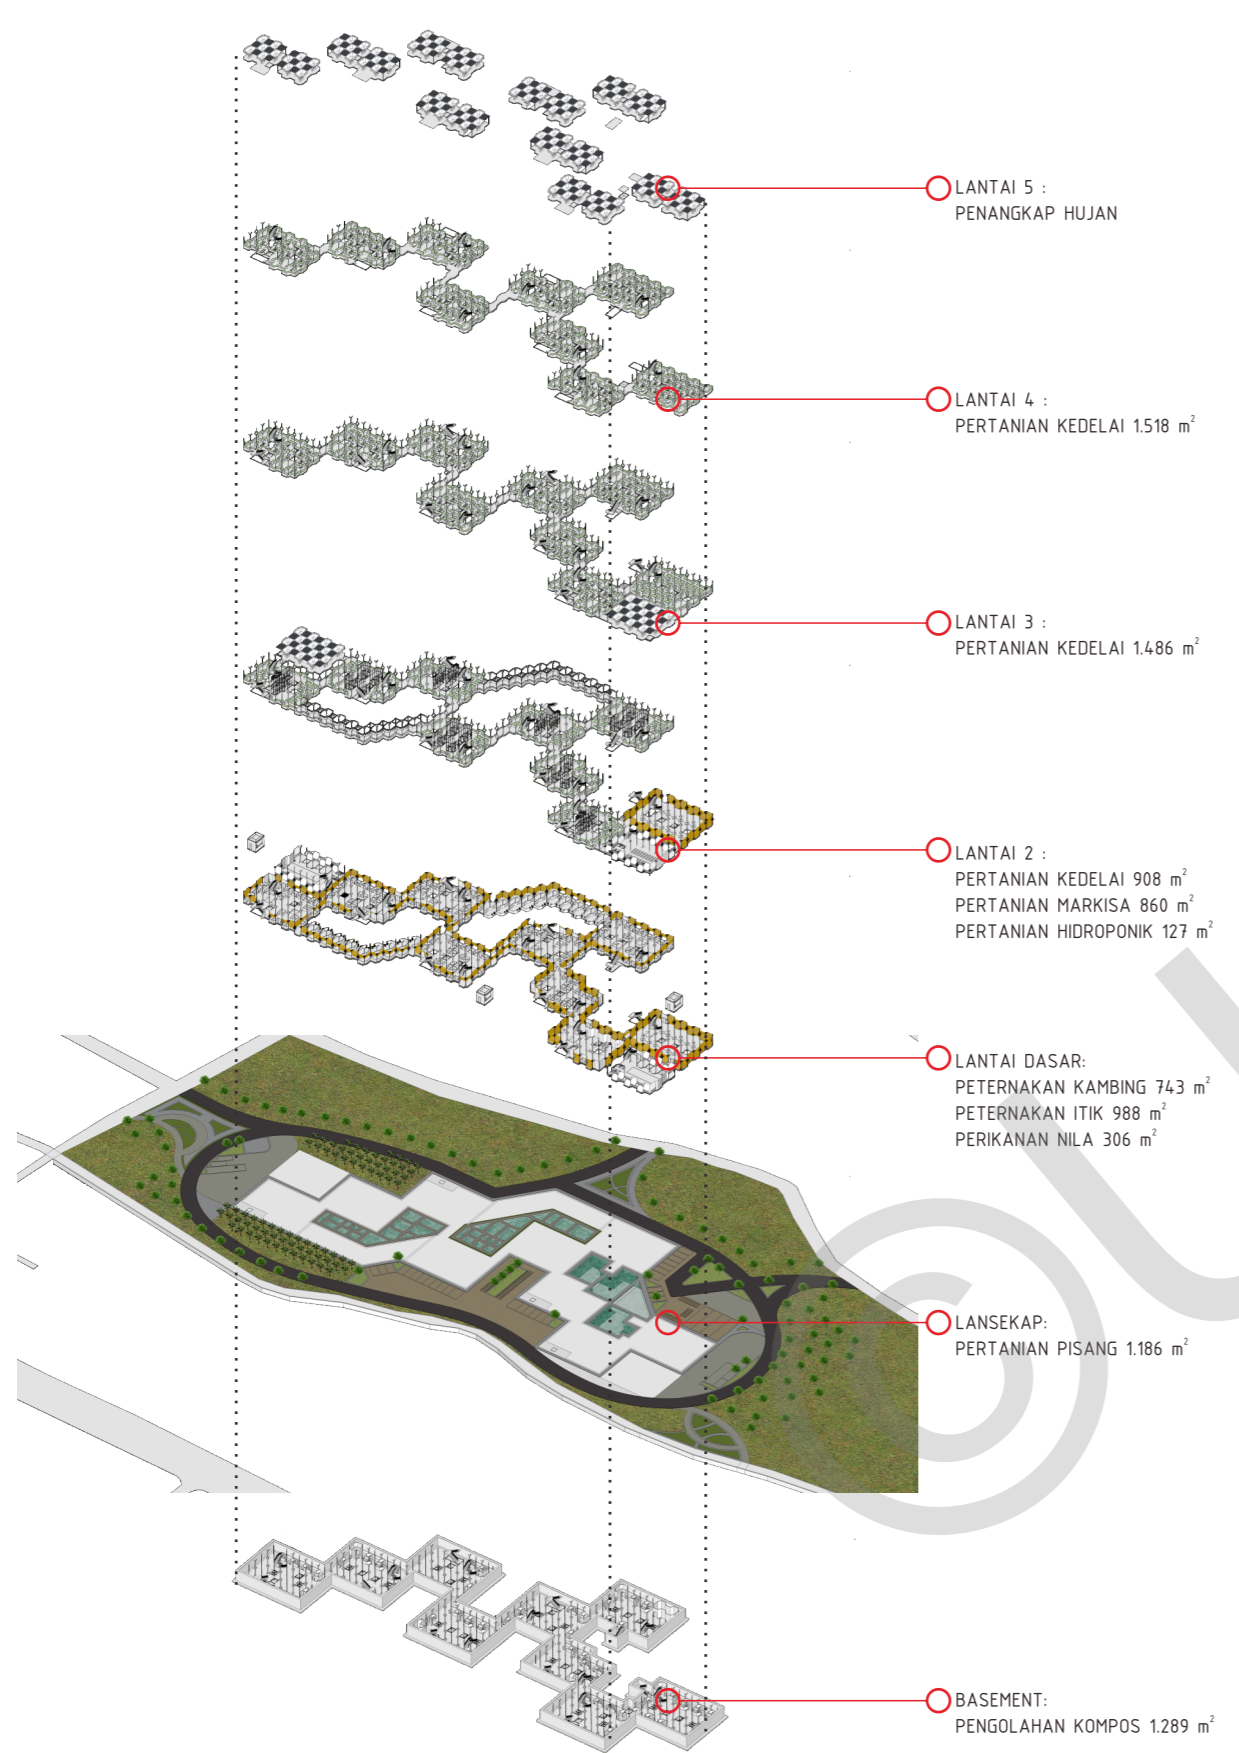 LANTAI 5 :
PENANGKAP HUJAN
LANTAI 4 :
PERTANIAN KEDELAI 1.518 m²
LANTAI 3 :
PERTANIAN KEDELAI 1.486 m²
LANTAI 2 :
PERTANIAN KEDELAI 908 m²
PERTANIAN MARKISA 860 m²
PERTANIAN HIDROPONIK 127 m²
LANTAI DASAR:
PETERNAKAN KAMBING 743 m²
PETERNAKAN ITIK 988 m²
PERIKANAN NILA 306 m²
LANSEKAP:
PERTANIAN PISANG 1.186 m²
BASEMENT:
PENGOLAHAN KOMPOS 1.289 m²